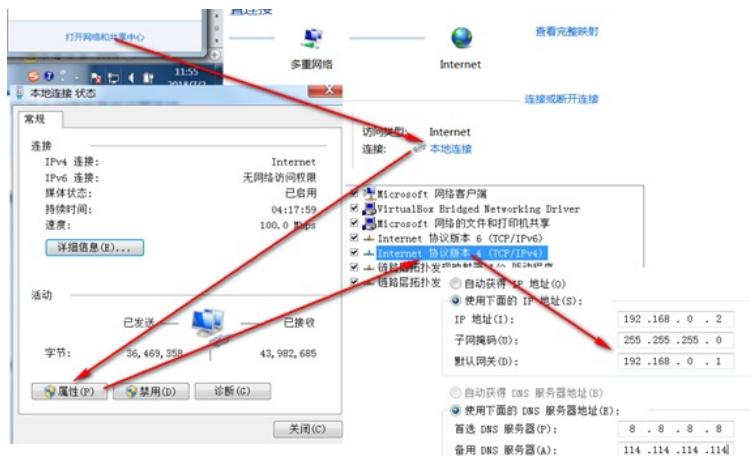 打开网络和共享中心
11:55
本地连接 状态
常规
连接
IPv4 连接: Internet
IPv6 连接: 无网络访问权限
媒体状态: 已启用
持续时间: 04:17:59
速度: 100.0 Mbps
详细信息(E)...
活动
已发送 已接收
字节: 36,469,358 43,982,685
属性(P) 禁用(D) 诊断(G)
关闭(C)
查看完整映射
多重网络 Internet
连接或断开连接
访问类型: Internet
连接: 本地连接
Microsoft 网络客户端
VirtualBox Bridged Networking Driver
Microsoft 网络的文件和打印机共享
Internet 协议版本 6 (TCP/IPv6)
Internet 协议版本 4 (TCP/IPv4)
链路层拓扑发
自动获得 IP 地址(O)
使用下面的 IP 地址(S):
IP 地址(I): 192 .168 . 0 . 2
子网掩码(U): 255 .255 .255 . 0
默认网关(D): 192 .168 . 0 . 1
自动获得 DNS 服务器地址(B)
使用下面的 DNS 服务器地址(E):
首选 DNS 服务器(P): 8 . 8 . 8 . 8
备用 DNS 服务器(A): 114 .114 .114 .114